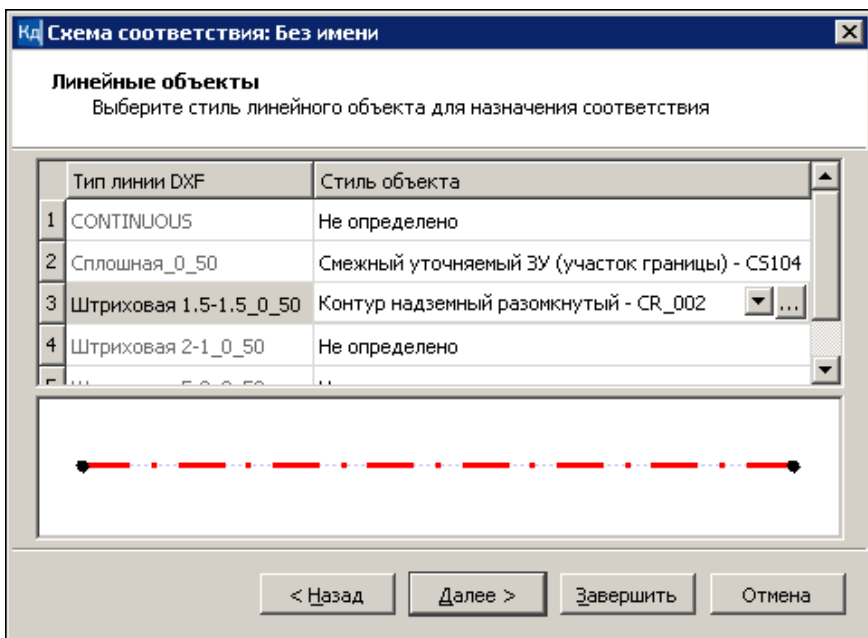 Кд Схема соответствия: Без имени
Линейные объекты
Выберите стиль линейного объекта для назначения соответствия
Тип линии DXF Стиль объекта
1 CONTINUOUS Не определено
2 Сплошная_0_50 Смежный уточняемый ЗУ (участок границы) - CS104
3 Штриховая 1.5-1.5_0_50 Контур надземный разомкнутый - CR_002 ...
4 Штриховая 2-1_0_50 Не определено
< Назад Далее > Завершить Отмена